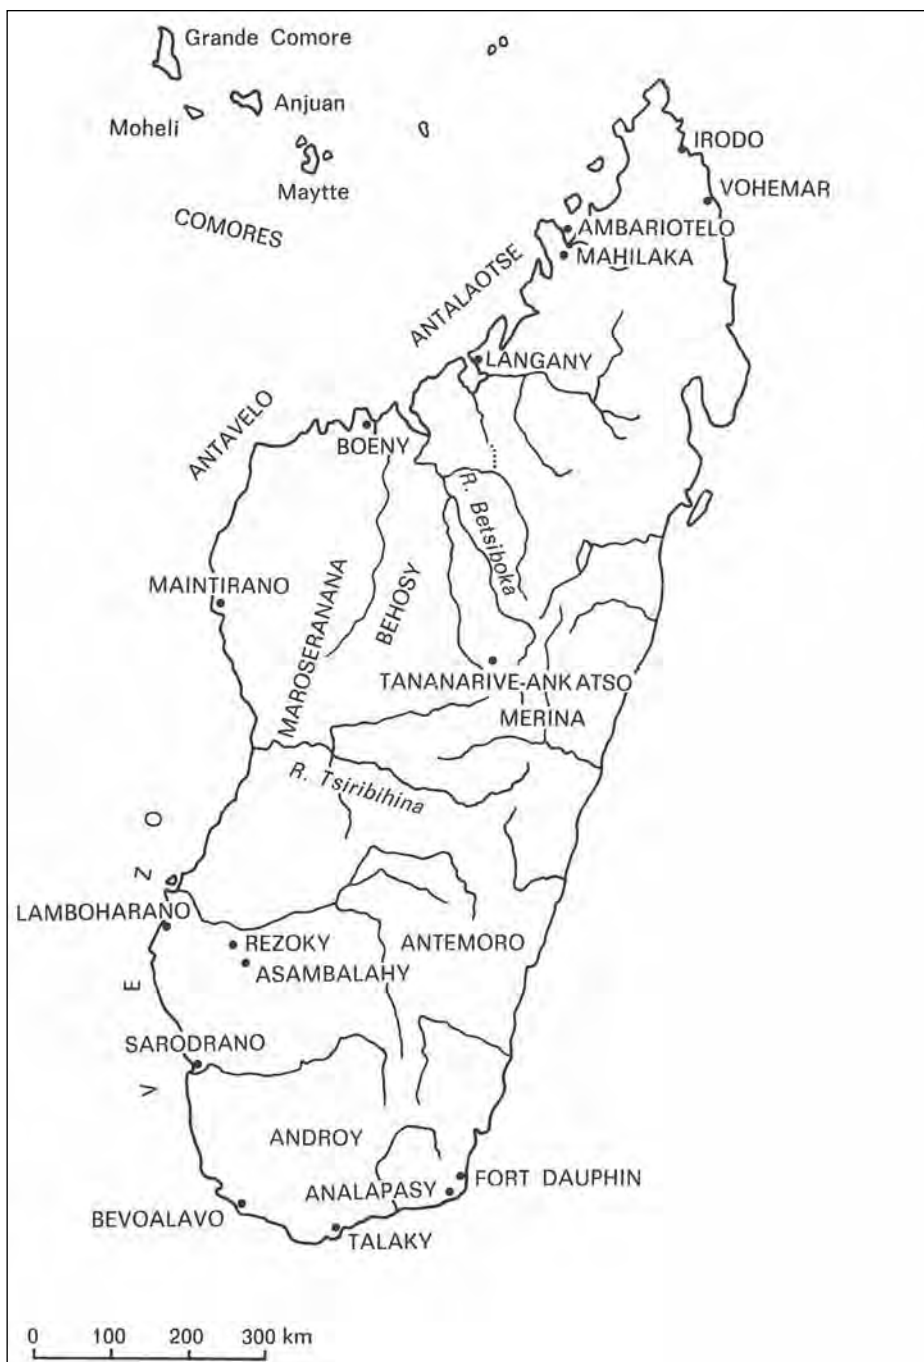 Grande Comore
Anjuan
Moheli
Maytte
COMORES
IRODO
VOHEMAR
AMBARIOTELO
MAHILAKA
ANTALAOTSE
LANGANY
ANTAVELO
BOENY
R. Betsiboka
MAINTIRANO
MAROSERANANA
BEHOSY
TANANARIVE-ANKATSO
MERINA
R. Tsiribihina
VEZO
LAMBOHARANO
REZOKY
ANTEMORO
ASAMBALAHY
SARODRANO
ANDROY
FORT DAUPHIN
ANALAPASY
BEVOALAVO
TALAKY
0 100 200 300 km